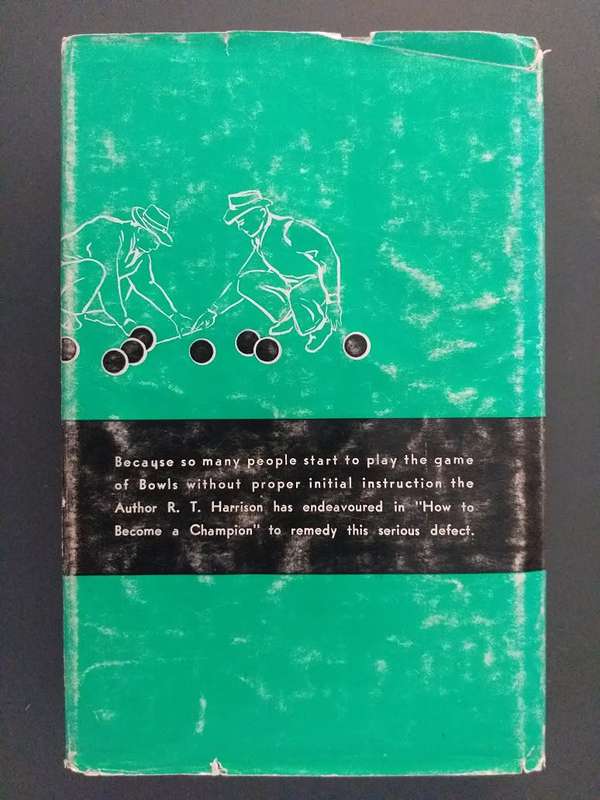 Because so many people start to play the game
of Bowls without proper initial instruction the
Author R. T. Harrison has endeavoured in "How to
Become a Champion" to remedy this serious defect.